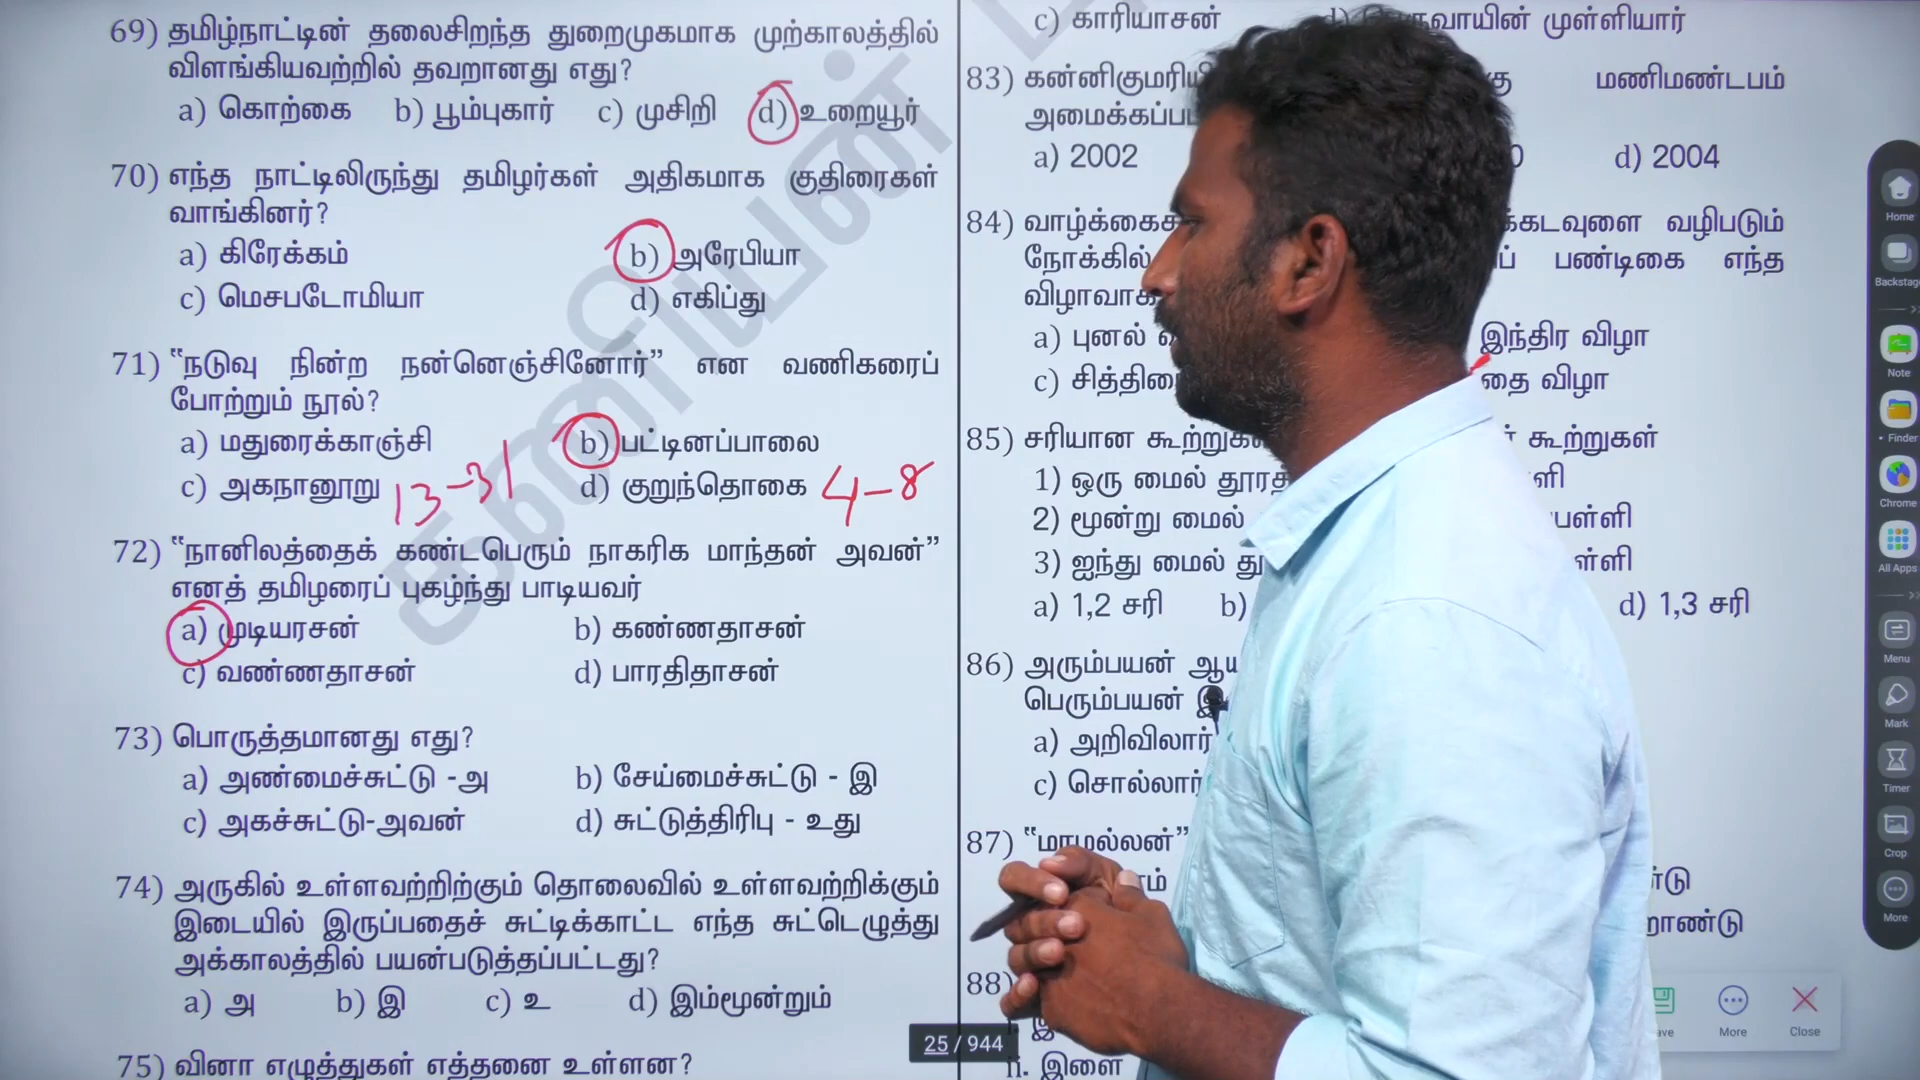 69) தமிழ்நாட்டின் தலைசிறந்த துறைமுகமாக முற்காலத்தில்
விளங்கியவற்றில் தவறானது எது?
a) கொற்கை b) பூம்புகார் c) முசிறி d) உறையூர்
70) எந்த நாட்டிலிருந்து தமிழர்கள் அதிகமாக குதிரைகள்
வாங்கினர்?
a) கிரேக்கம் b) அரேபியா
c) மெசபடோமியா d) எகிப்து
71) "நடுவு நின்ற நன்னெஞ்சினோர்" என வணிகரைப்
போற்றும் நூல்?
a) மதுரைக்காஞ்சி b) பட்டினப்பாலை
c) அகநானூறு 13-31 d) குறுந்தொகை 4-8
72) "நானிலத்தைக் கண்டபெரும் நாகரிக மாந்தன் அவன்"
எனத் தமிழரைப் புகழ்ந்து பாடியவர்
a) முடியரசன் b) கண்ணதாசன்
c) வண்ணதாசன் d) பாரதிதாசன்
73) பொருத்தமானது எது?
a) அண்மைச்சுட்டு -அ b) சேய்மைச்சுட்டு - இ
c) அகச்சுட்டு-அவன் d) சுட்டுத்திரிபு - உது
74) அருகில் உள்ளவற்றிற்கும் தொலைவில் உள்ளவற்றிக்கும்
இடையில் இருப்பதைச் சுட்டிக்காட்ட எந்த சுட்டெழுத்து
அக்காலத்தில் பயன்படுத்தப்பட்டது?
a) அ b) இ c) உ d) இம்மூன்றும்
75) வினா எழுத்துகள் எத்தனை உள்ளன?
கனியன்
c) காரியாசன் முள்ளியார்
83) மணிமண்டபம்
a) 2002 d) 2004
84) வழிபடும்
நோக்கில் பண்டிகை எந்த
a) புனல் இந்திர விழா
c) தை விழா
85) சரியான கூற்றுகள்
1) ஒரு மைல்
2) மூன்று மைல்
3) ஐந்து மைல்
a) 1,2 சரி b) d) 1,3 சரி
86) அரும்பயன்
பெரும்பயன்
a) அறிவிலார்
c) சொல்லார்
87) "மாமல்லன்"
88)
ii. இளை
25 / 944
Home
Backstage
Note
Finder
Chrome
All Apps
Menu
Mark
Timer
Crop
More
More
Close